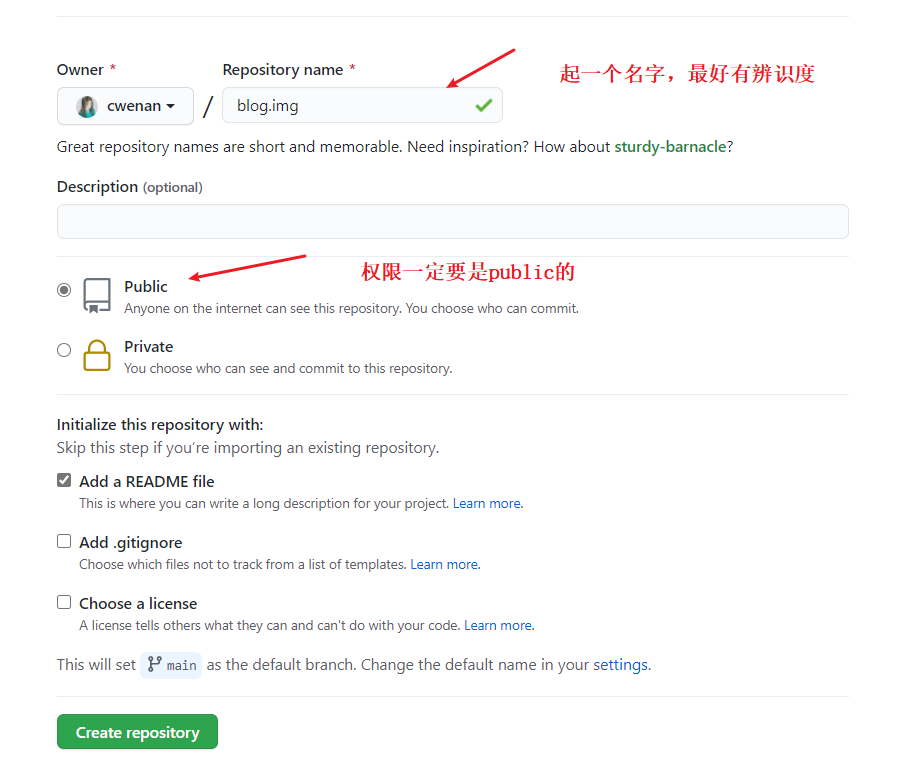 Owner *
Repository name *
起一个名字，最好有辨识度
cwenan
/
blog.img
Great repository names are short and memorable. Need inspiration? How about sturdy-barnacle?
Description (optional)
权限一定要是public的
Public
Anyone on the internet can see this repository. You choose who can commit.
Private
You choose who can see and commit to this repository.
Initialize this repository with:
Skip this step if you’re importing an existing repository.
Add a README file
This is where you can write a long description for your project. Learn more.
Add .gitignore
Choose which files not to track from a list of templates. Learn more.
Choose a license
A license tells others what they can and can't do with your code. Learn more.
This will set main as the default branch. Change the default name in your settings.
Create repository